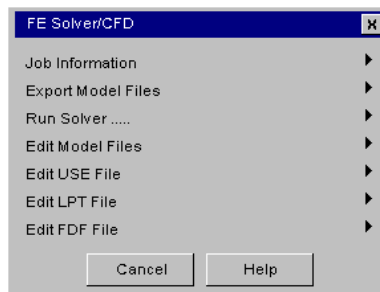 FE Solver/CFD
Job Information
Export Model Files
Run Solver .....
Edit Model Files
Edit USE File
Edit LPT File
Edit FDF File
Cancel Help